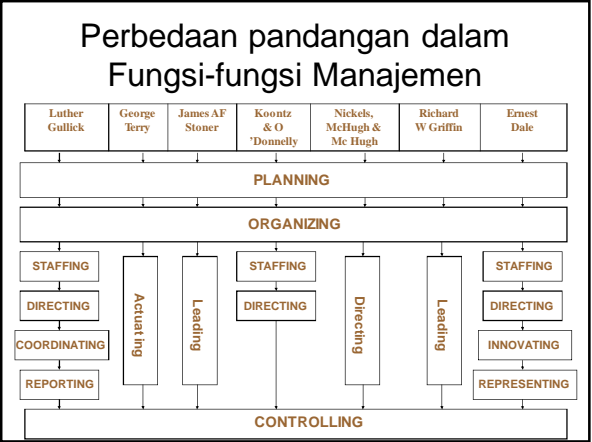 Perbedaan pandangan dalam
Fungsi-fungsi Manajemen
Luther
Gullick
George
Terry
James AF
Stoner
Koontz
& O
'Donnelly
Nickels,
McHugh &
Mc Hugh
Richard
W Griffin
Ernest
Dale
PLANNING
ORGANIZING
STAFFING
DIRECTING
COORDINATING
REPORTING
Actuating
Leading
STAFFING
DIRECTING
Directing
Leading
STAFFING
DIRECTING
INNOVATING
REPRESENTING
CONTROLLING